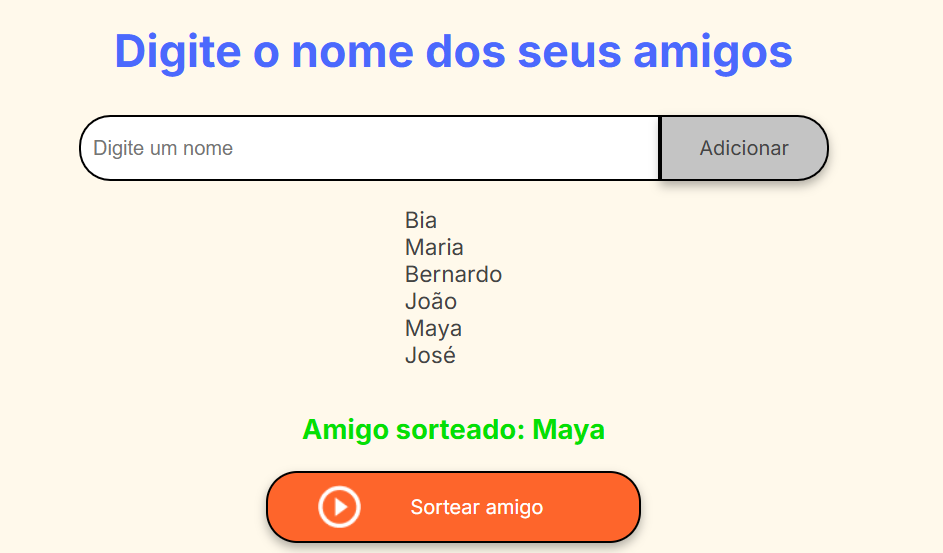 Digite o nome dos seus amigos
Digite um nome
Adicionar
Bia
Maria
Bernardo
João
Maya
José
Amigo sorteado: Maya
Sortear amigo